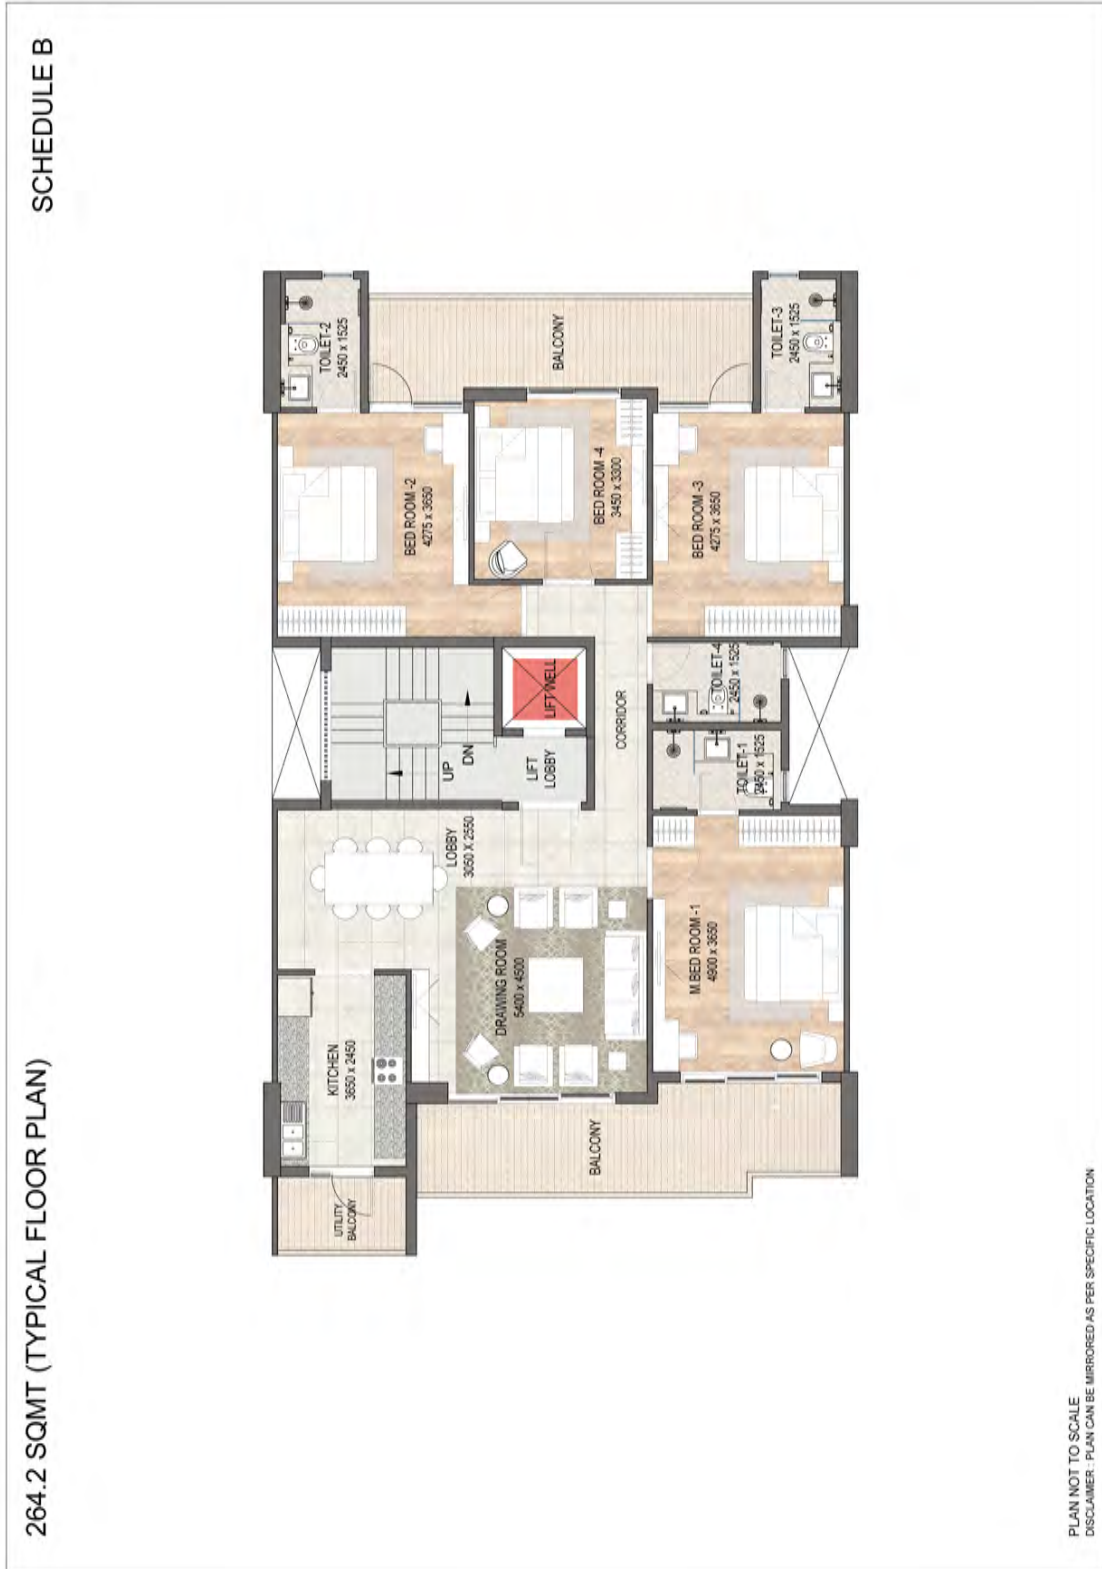 264.2 SQMT (TYPICAL FLOOR PLAN)
SCHEDULE B
TOILET-2
2450 x 1525
BALCONY
TOILET-3
2450 x 1525
BED ROOM -2
4275 x 3650
BED ROOM -4
3450 x 3300
BED ROOM -3
4275 x 3650
UP
DN
LIFT WELL
LIFT
LOBBY
CORRIDOR
TOILET-4
2450 x 1525
TOILET-1
2450 x 1525
LOBBY
3050 X 2550
DRAWING ROOM
5400 x 4500
M.BED ROOM -1
4900 x 3650
KITCHEN
3650 x 2450
UTILITY
BALCONY
BALCONY
PLAN NOT TO SCALE
DISCLAIMER : PLAN CAN BE MIRRORED AS PER SPECIFIC LOCATION